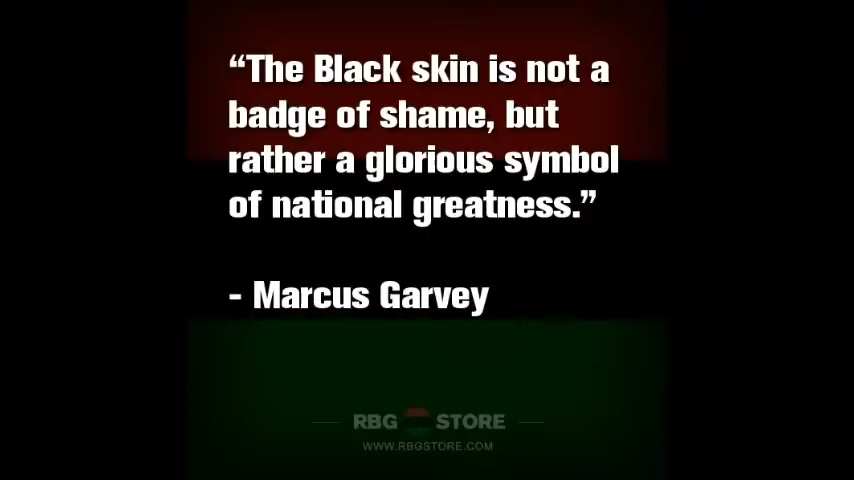 “The Black skin is not a
badge of shame, but
rather a glorious symbol
of national greatness.”
- Marcus Garvey
RBG STORE
WWW.RBGSTORE.COM